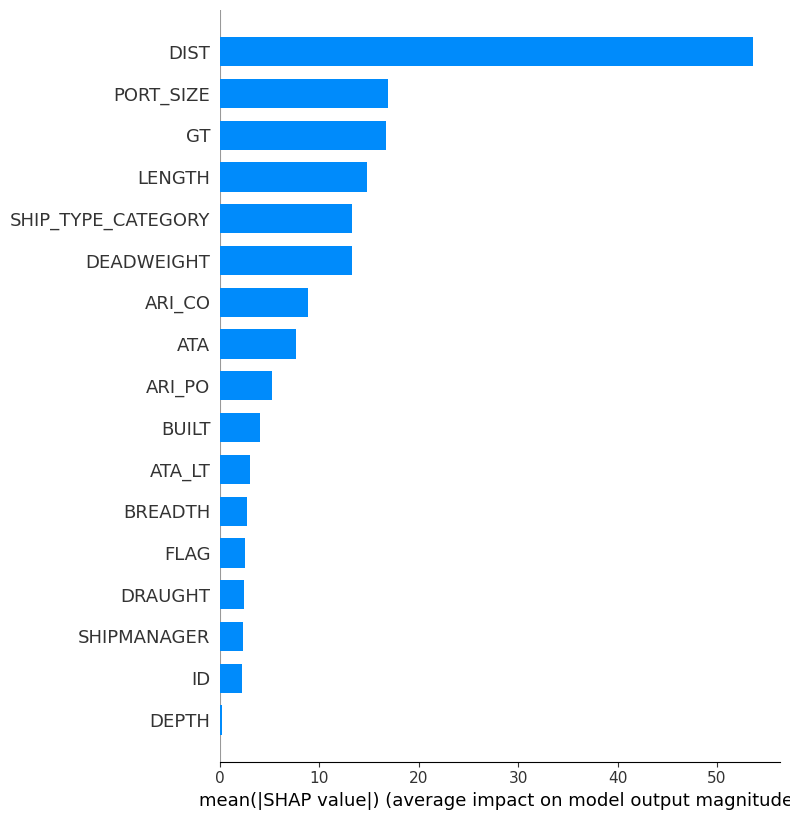 DIST
PORT_SIZE
GT
LENGTH
SHIP_TYPE_CATEGORY
DEADWEIGHT
ARI_CO
ATA
ARI_PO
BUILT
ATA_LT
BREADTH
FLAG
DRAUGHT
SHIPMANAGER
ID
DEPTH
0 10 20 30 40 50
mean(|SHAP value|) (average impact on model output magnitude